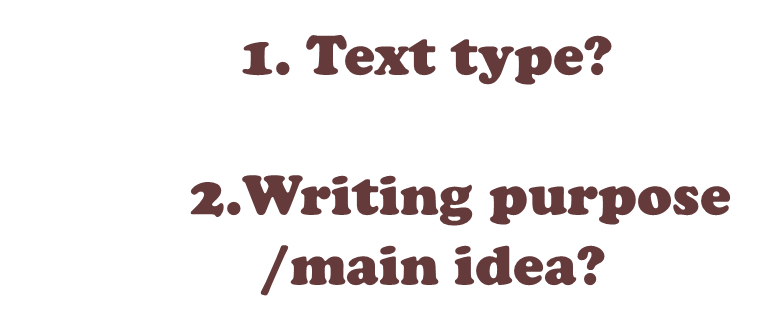 1. Text type?
2.Writing purpose
/main idea?